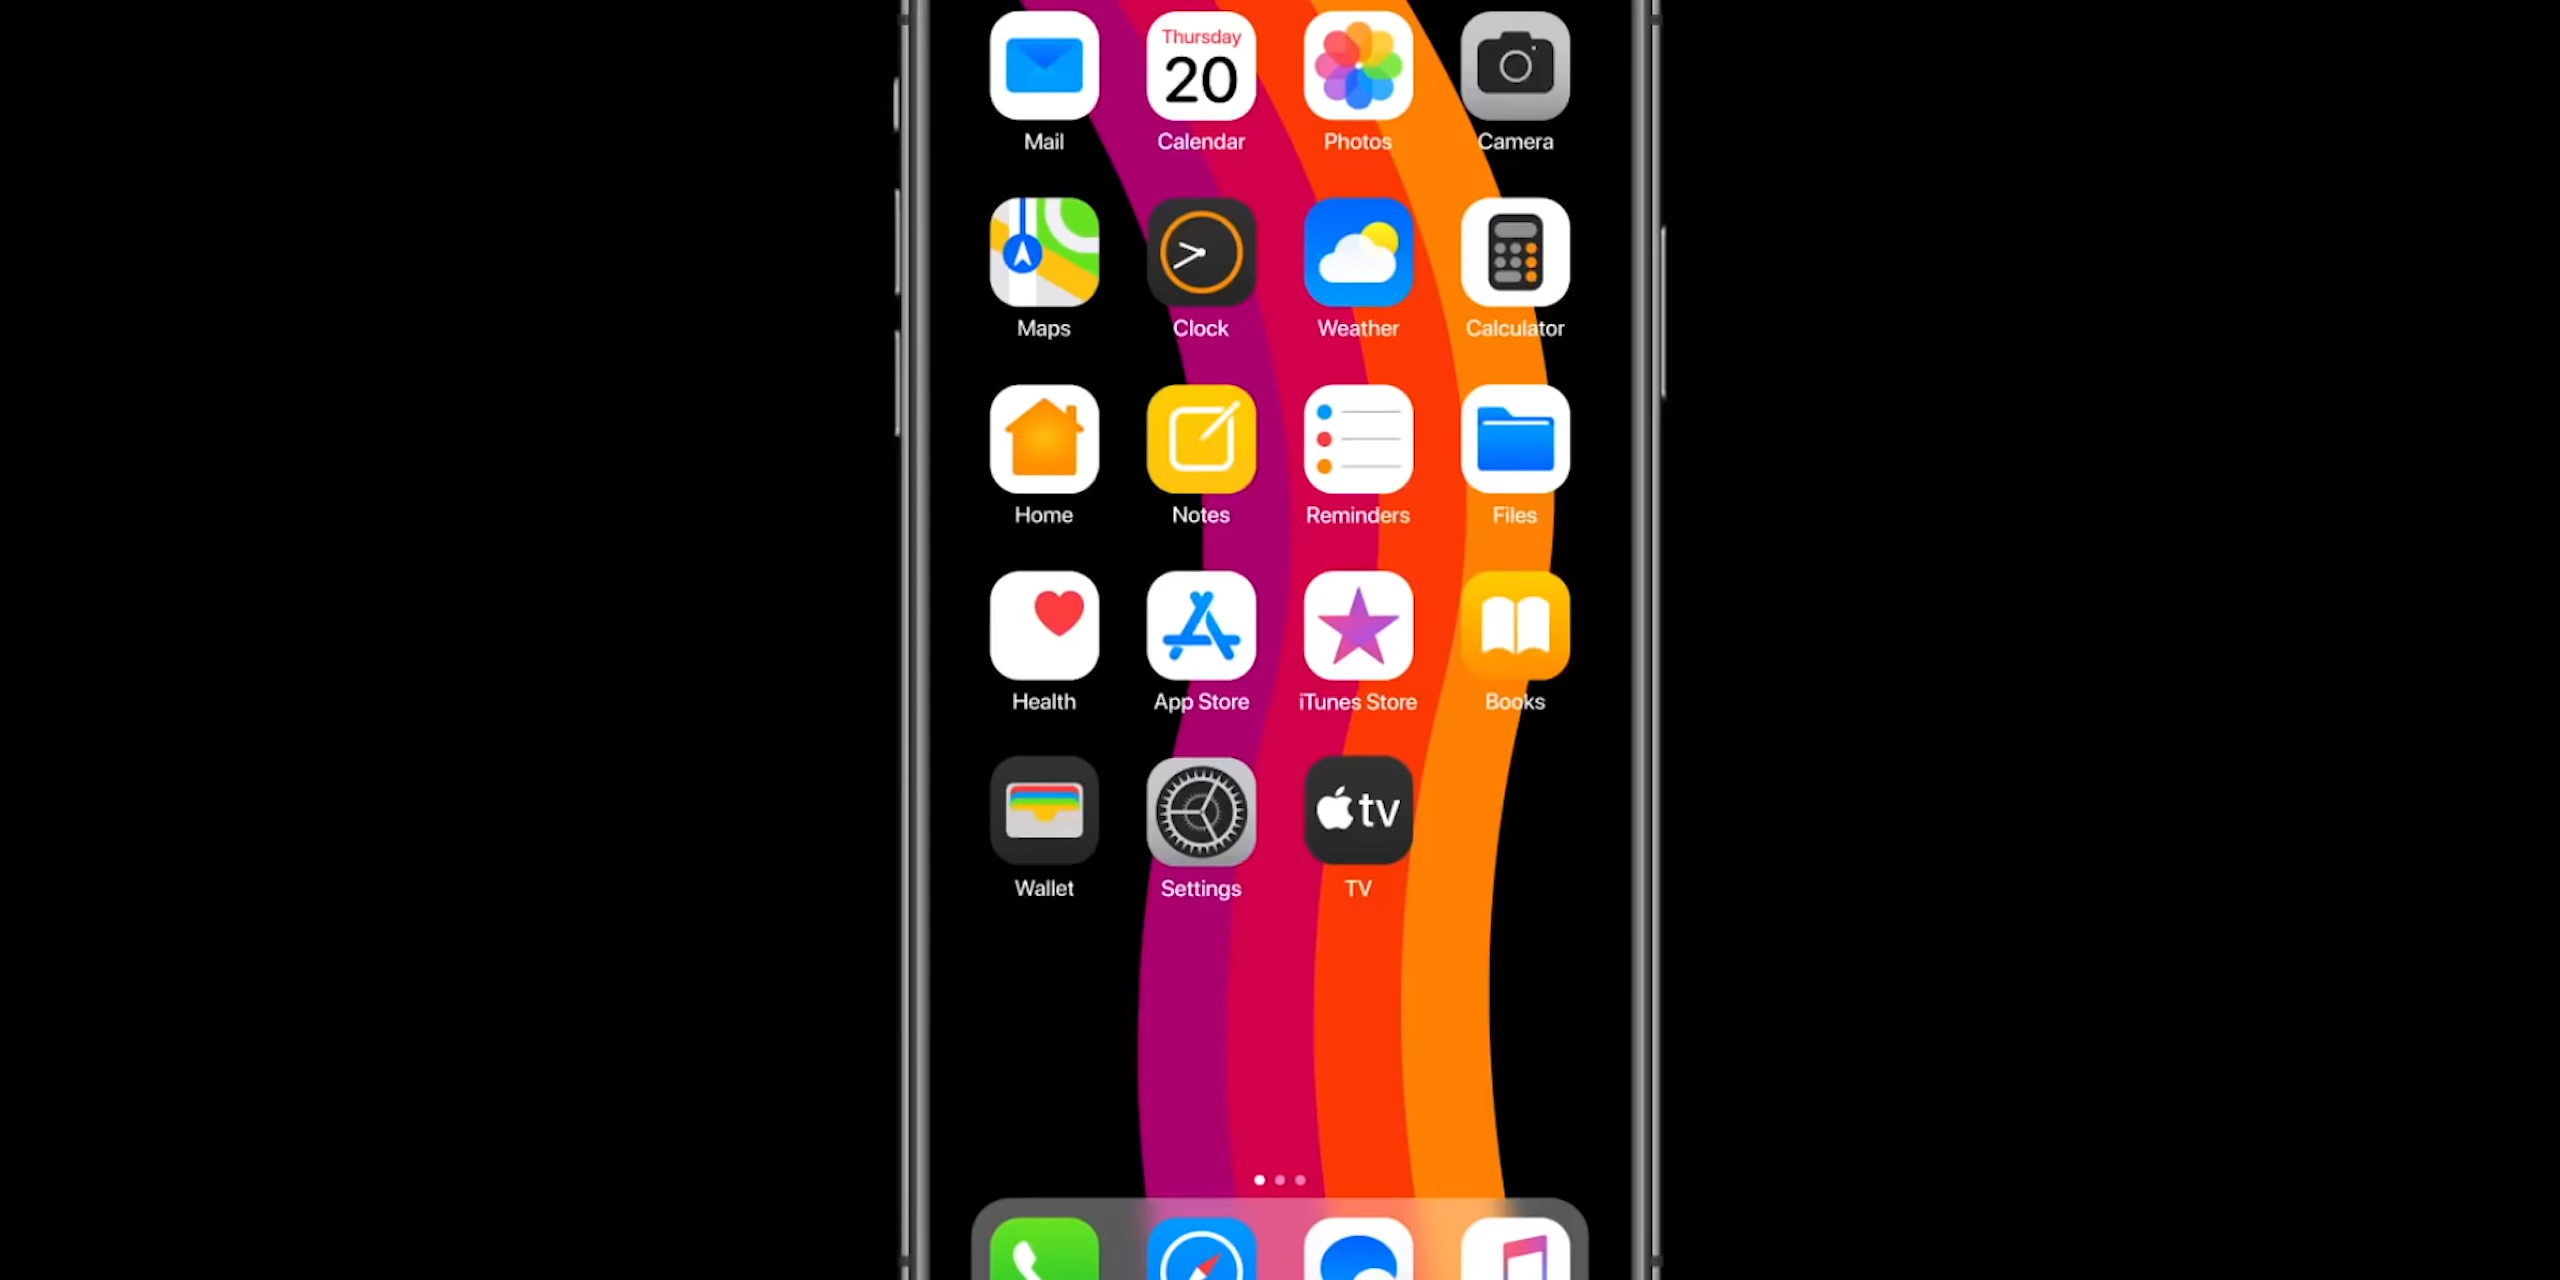 Thursday
20
Mail Calendar Photos Camera
Maps Clock Weather Calculator
Home Notes Reminders Files
Health App Store iTunes Store Books
tv
Wallet Settings TV